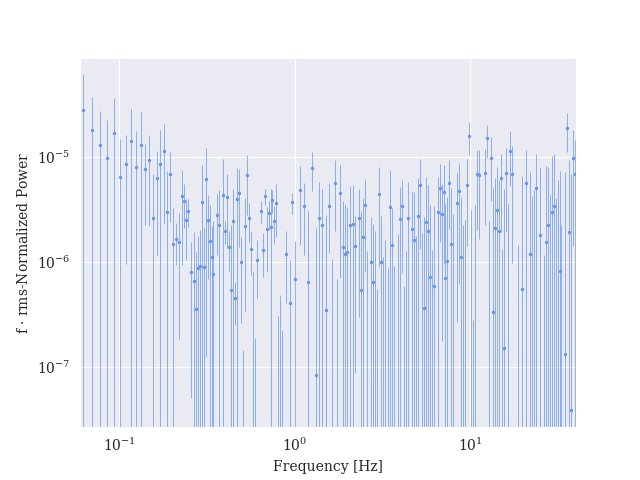 f · rms-Normalized Power
10⁻⁵
10⁻⁶
10⁻⁷
10⁻¹ 10⁰ 10¹
Frequency [Hz]